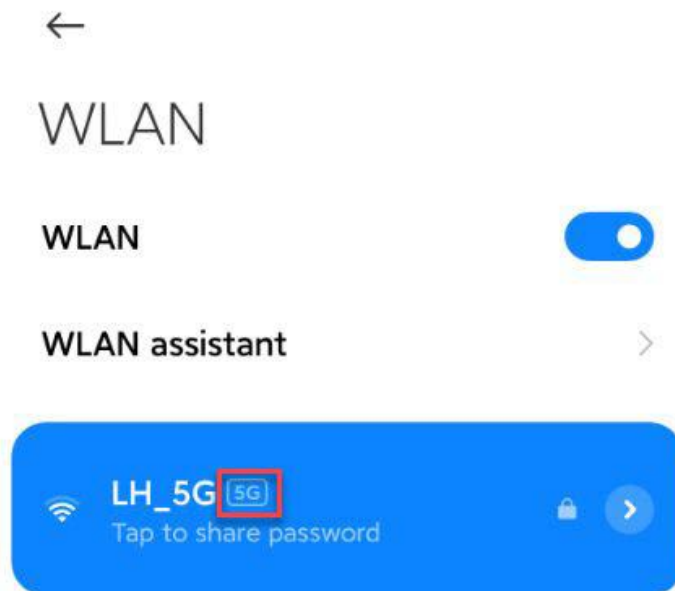 WLAN
WLAN
WLAN assistant
LH_5G 5G
Tap to share password